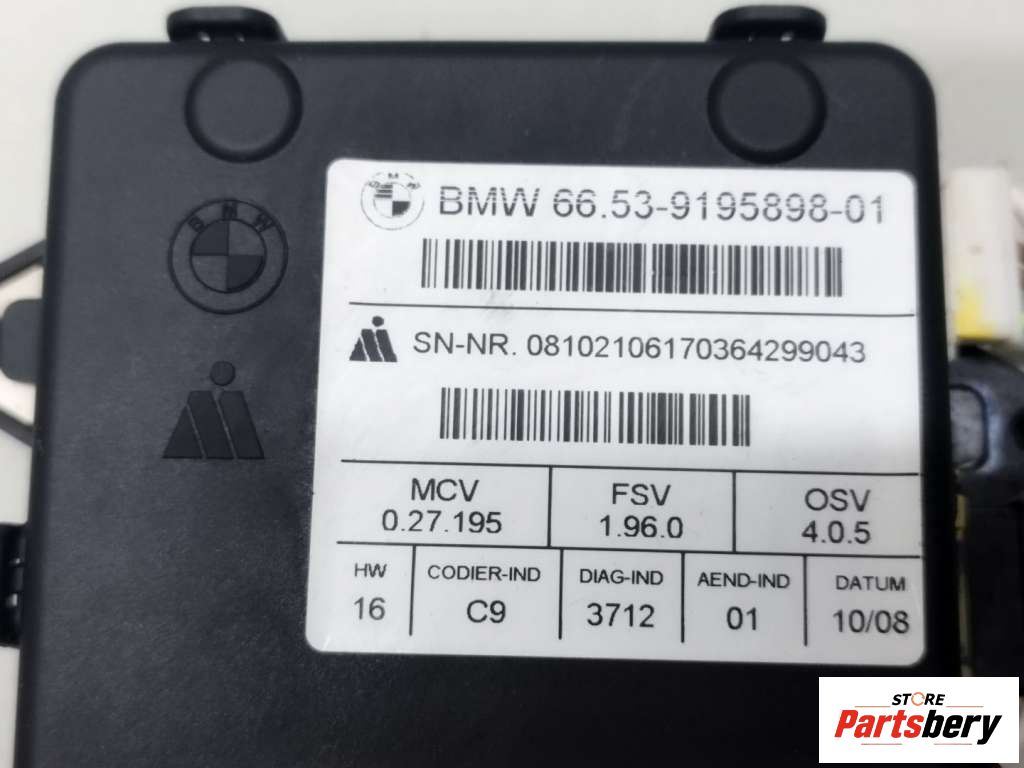 BMW
BMW 66.53-9195898-01
SN-NR. 08102106170364299043
MCV FSV OSV
0.27.195 1.96.0 4.0.5
HW CODIER-IND DIAG-IND AEND-IND DATUM
16 C9 3712 01 10/08
STORE
Partsbery